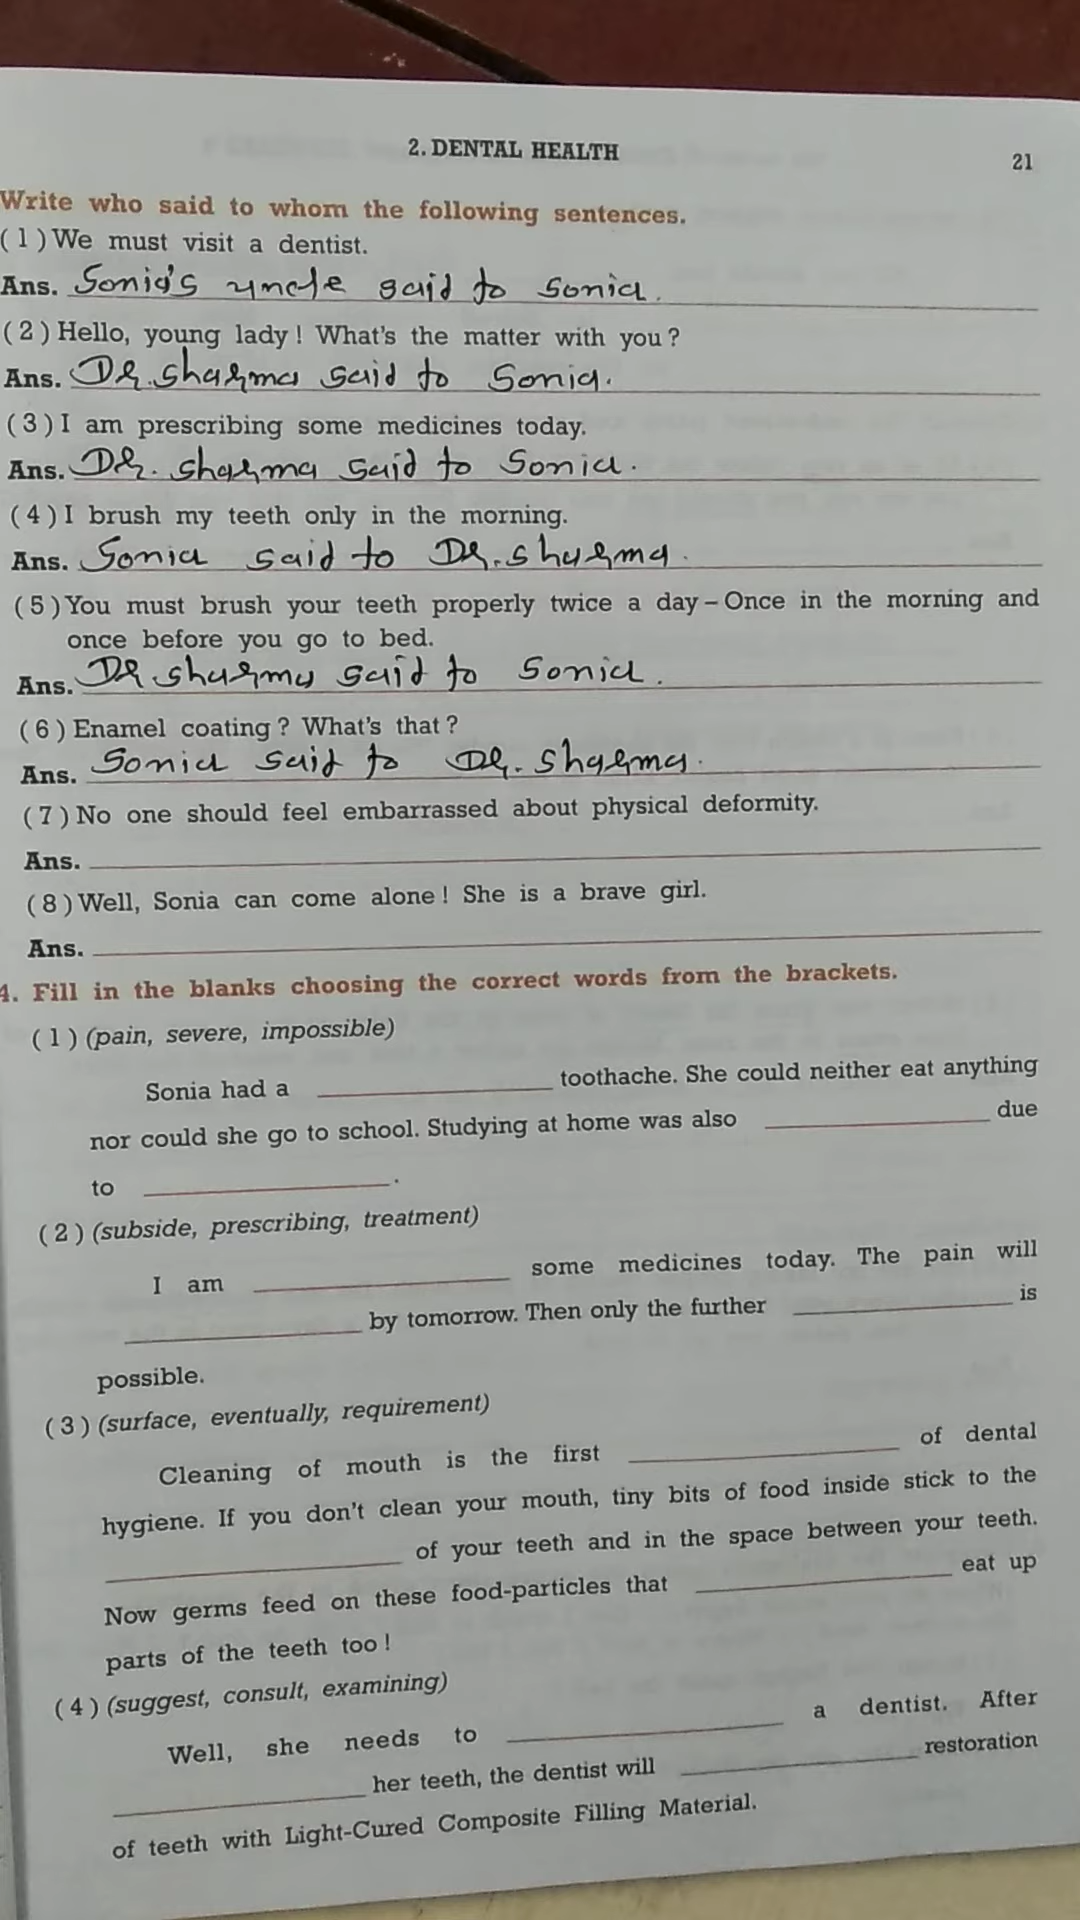 2. DENTAL HEALTH
21
Write who said to whom the following sentences.
(1) We must visit a dentist.
Ans. Sonia's uncle said to sonia.
(2) Hello, young lady! What's the matter with you?
Ans. Dr. sharma said to Sonia.
(3) I am prescribing some medicines today.
Ans. Dr. sharma said to Sonia.
(4) I brush my teeth only in the morning.
Ans. Sonia said to Dr. sharma.
(5) You must brush your teeth properly twice a day – Once in the morning and
once before you go to bed.
Ans. Dr sharma said to Sonia.
(6) Enamel coating? What's that?
Ans. Sonia said to Dr. sharma.
(7) No one should feel embarrassed about physical deformity.
Ans.
(8) Well, Sonia can come alone! She is a brave girl.
Ans.
4. Fill in the blanks choosing the correct words from the brackets.
(1) (pain, severe, impossible)
Sonia had a ____ toothache. She could neither eat anything
nor could she go to school. Studying at home was also ____ due
to ____.
(2) (subside, prescribing, treatment)
I am ____ some medicines today. The pain will
____ by tomorrow. Then only the further ____ is
possible.
(3) (surface, eventually, requirement)
Cleaning of mouth is the first ____ of dental
hygiene. If you don't clean your mouth, tiny bits of food inside stick to the
____ of your teeth and in the space between your teeth.
Now germs feed on these food-particles that ____ eat up
parts of the teeth too!
(4) (suggest, consult, examining)
Well, she needs to ____ a dentist. After
____ her teeth, the dentist will ____ restoration
of teeth with Light-Cured Composite Filling Material.